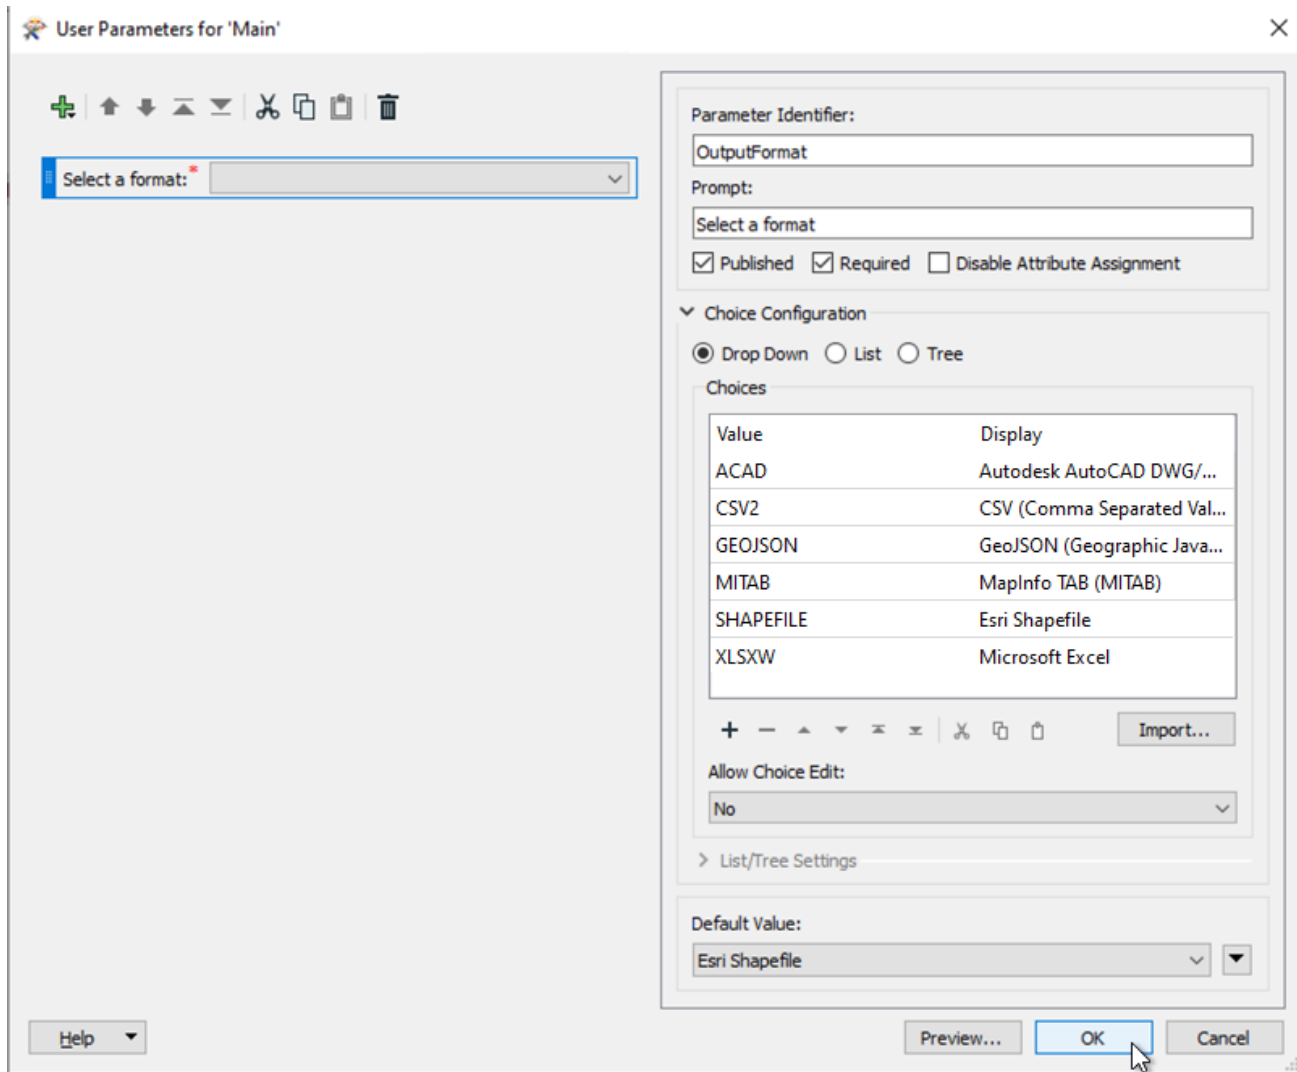 User Parameters for 'Main'
Select a format:*
Parameter Identifier:
OutputFormat
Prompt:
Select a format
Published Required Disable Attribute Assignment
Choice Configuration
Drop Down List Tree
Choices
Value Display
ACAD Autodesk AutoCAD DWG/...
CSV2 CSV (Comma Separated Val...
GEOJSON GeoJSON (Geographic Java...
MITAB MapInfo TAB (MITAB)
SHAPEFILE Esri Shapefile
XLSXW Microsoft Excel
Import...
Allow Choice Edit:
No
List/Tree Settings
Default Value:
Esri Shapefile
Help Preview... OK Cancel